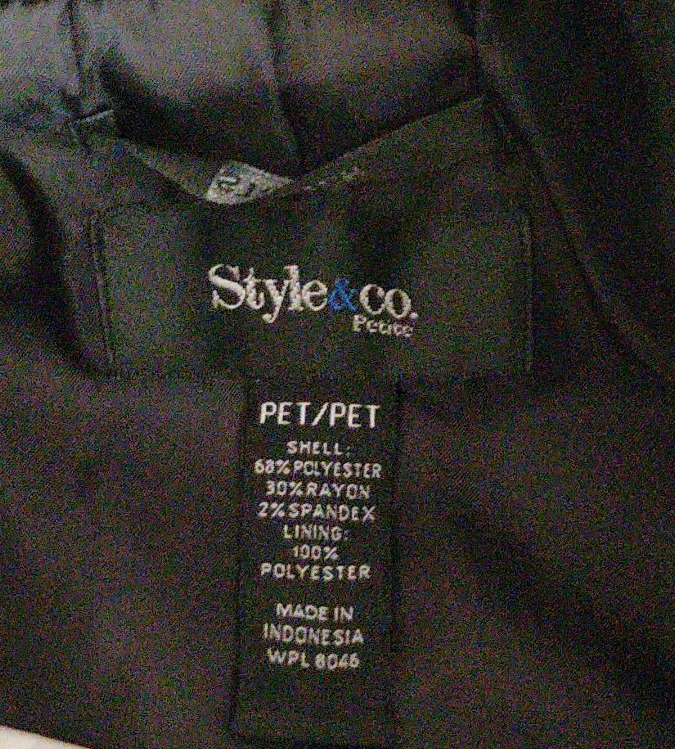 Style&co.
Petite
PET/PET
SHELL:
68% POLYESTER
30% RAYON
2% SPANDEX
LINING:
100%
POLYESTER
MADE IN
INDONESIA
WPL 8046